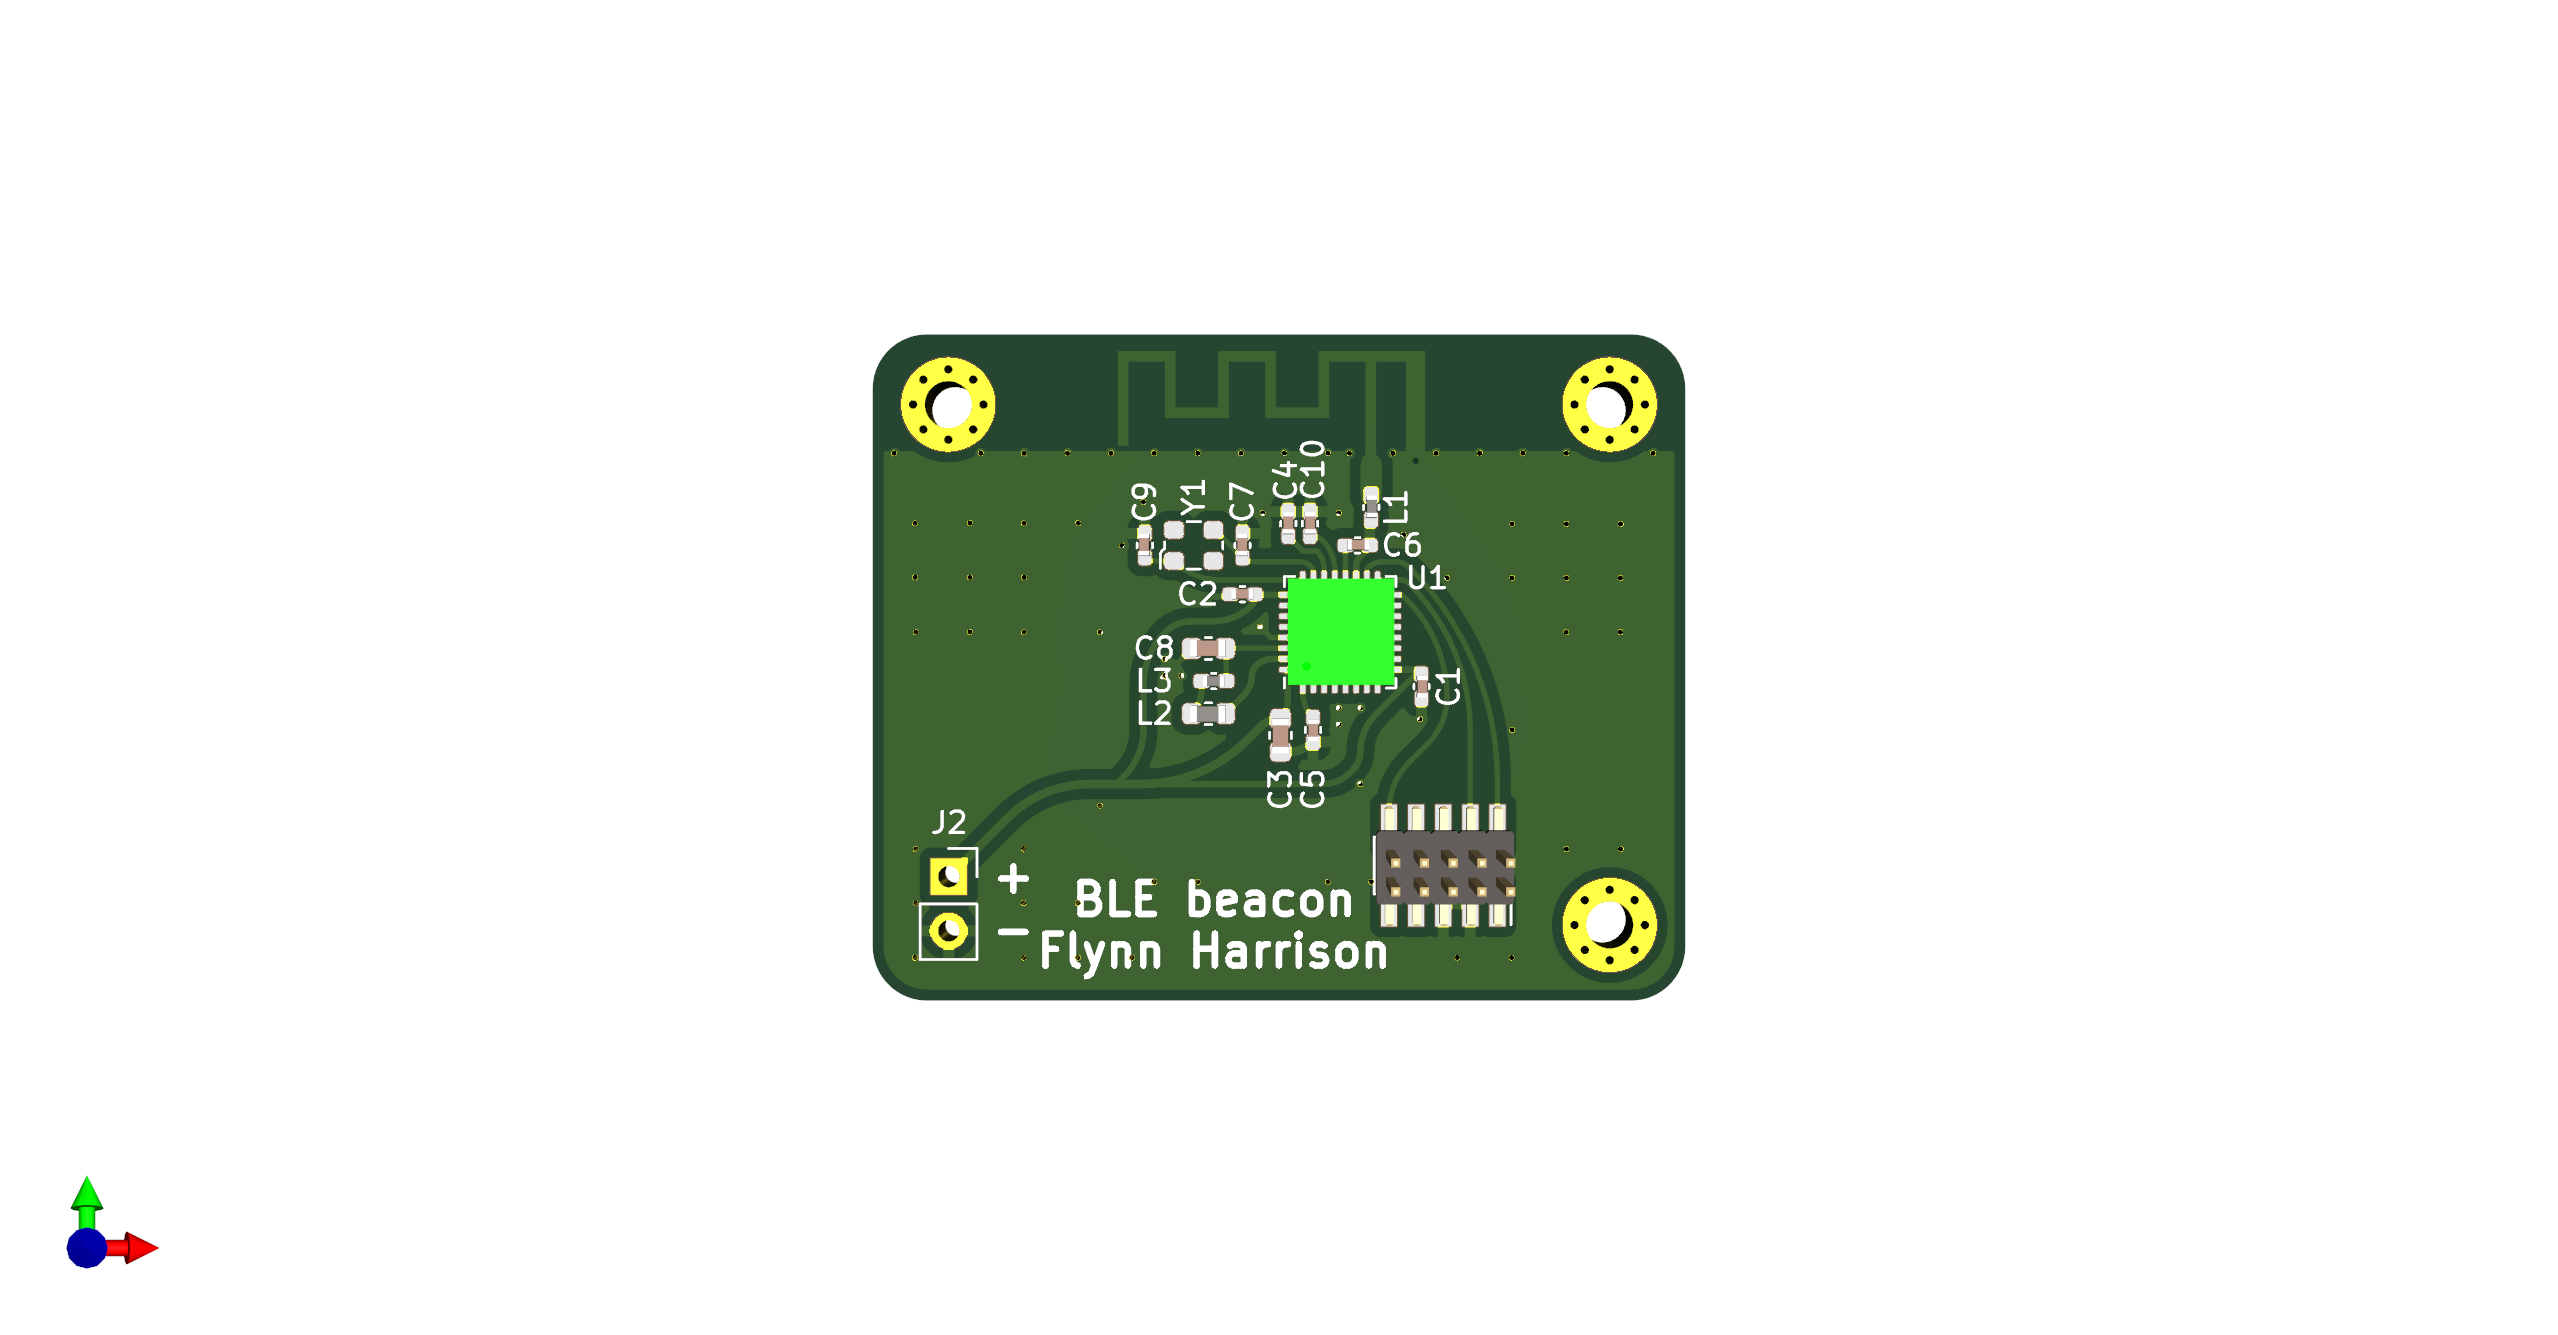 C9
Y1
C7
C4
C10
L1
C6
U1
C2
C8
L3
L2
C1
C3
C5
J2
+
BLE beacon
−
Flynn Harrison